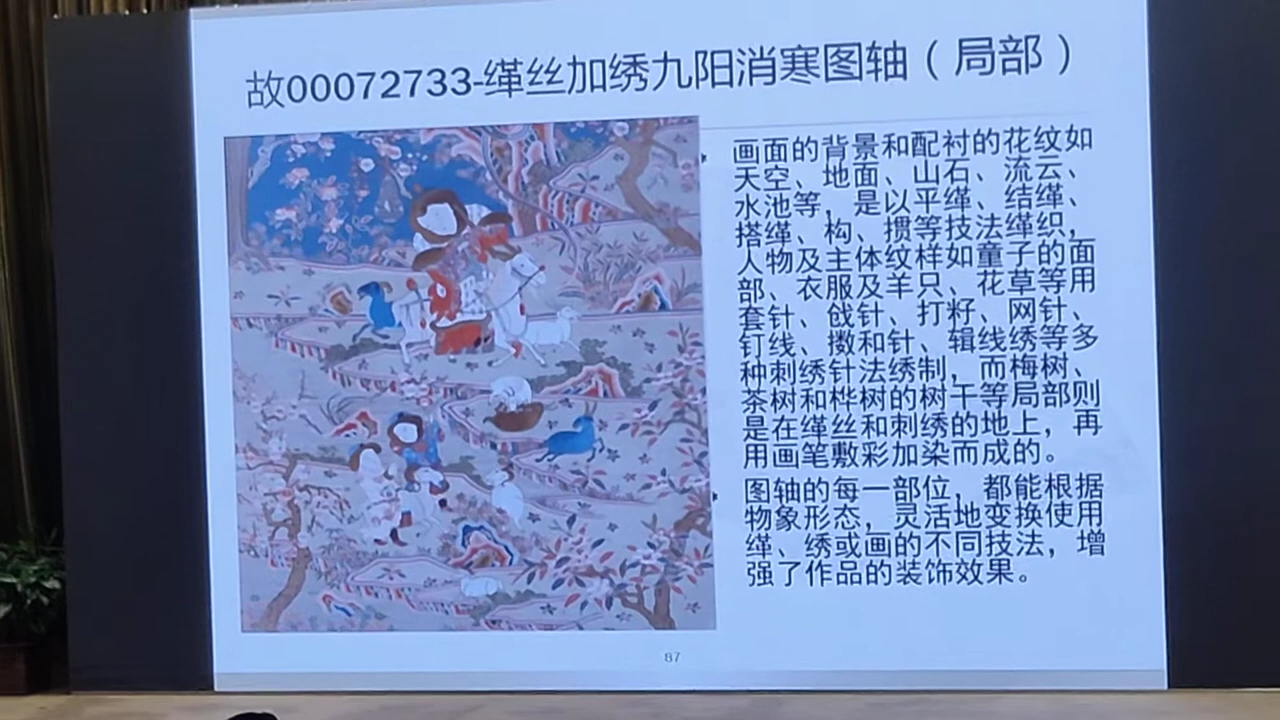 故00072733-缂丝加绣九阳消寒图轴（局部）
画面的背景和配衬的花纹如
天空、地面、山石、流云、
水池等，是以平缂、结缂、
搭缂、构、掼等技法缂织，
人物及主体纹样如童子的面
部、衣服及羊只、花草等用
套针、戗针、打籽、网针、
钉线、擞和针、辑线绣等多
种刺绣针法绣制，而梅树、
茶树和桦树的树干等局部则
是在缂丝和刺绣的地上，再
用画笔敷彩加染而成的。
图轴的每一部位，都能根据
物象形态，灵活地变换使用
缂、绣或画的不同技法，增
强了作品的装饰效果。
87